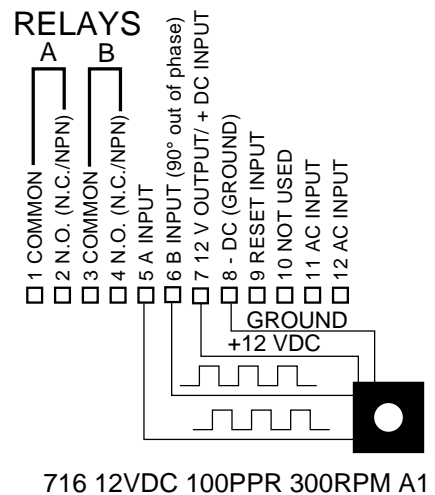 RELAYS
A B
1 COMMON
2 N.O. (N.C./NPN)
3 COMMON
4 N.O. (N.C./NPN)
5 A INPUT
6 B INPUT (90° out of phase)
7 12 V OUTPUT/ + DC INPUT
8 - DC (GROUND)
9 RESET INPUT
10 NOT USED
11 AC INPUT
12 AC INPUT
GROUND
+12 VDC
716 12VDC 100PPR 300RPM A1